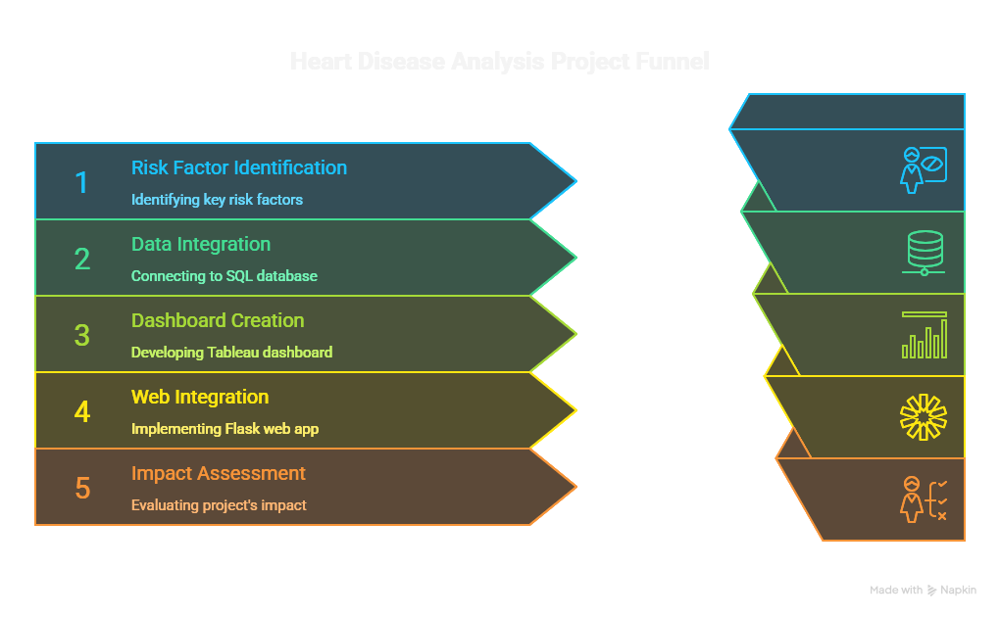 Heart Disease Analysis Project Funnel
1
Risk Factor Identification
Identifying key risk factors
2
Data Integration
Connecting to SQL database
3
Dashboard Creation
Developing Tableau dashboard
4
Web Integration
Implementing Flask web app
5
Impact Assessment
Evaluating project's impact
Made with Napkin